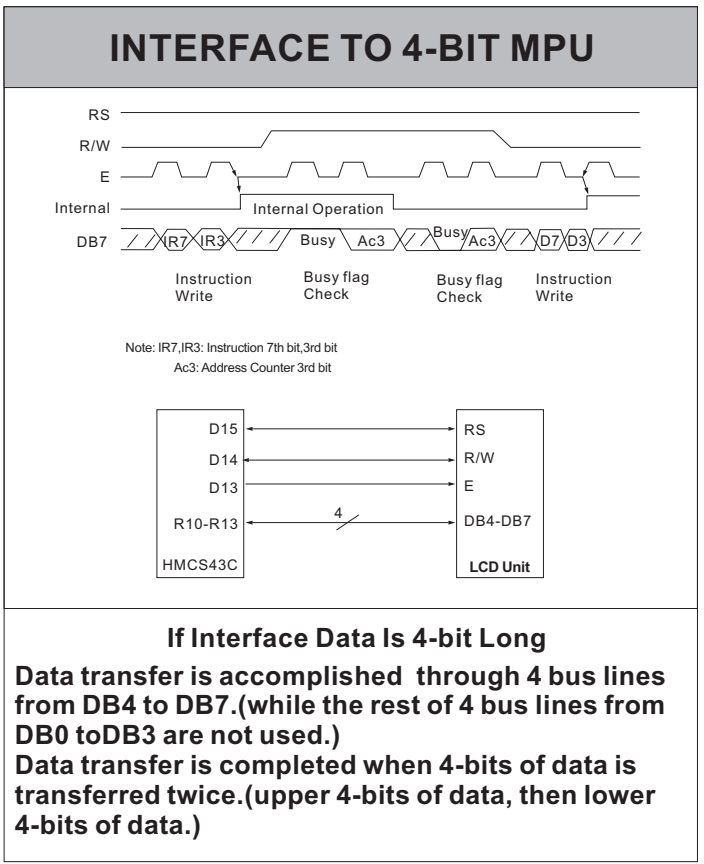 INTERFACE TO 4-BIT MPU
RS
R/W
E
Internal
Internal Operation
DB7
IR7
IR3
Busy
Ac3
Busy
Ac3
D7
D3
Instruction
Write
Busy flag
Check
Busy flag
Check
Instruction
Write
Note: IR7,IR3: Instruction 7th bit,3rd bit
Ac3: Address Counter 3rd bit
D15
RS
D14
R/W
D13
E
R10-R13
4
DB4-DB7
HMCS43C
LCD Unit
If Interface Data Is 4-bit Long
Data transfer is accomplished through 4 bus lines
from DB4 to DB7.(while the rest of 4 bus lines from
DB0 toDB3 are not used.)
Data transfer is completed when 4-bits of data is
transferred twice.(upper 4-bits of data, then lower
4-bits of data.)